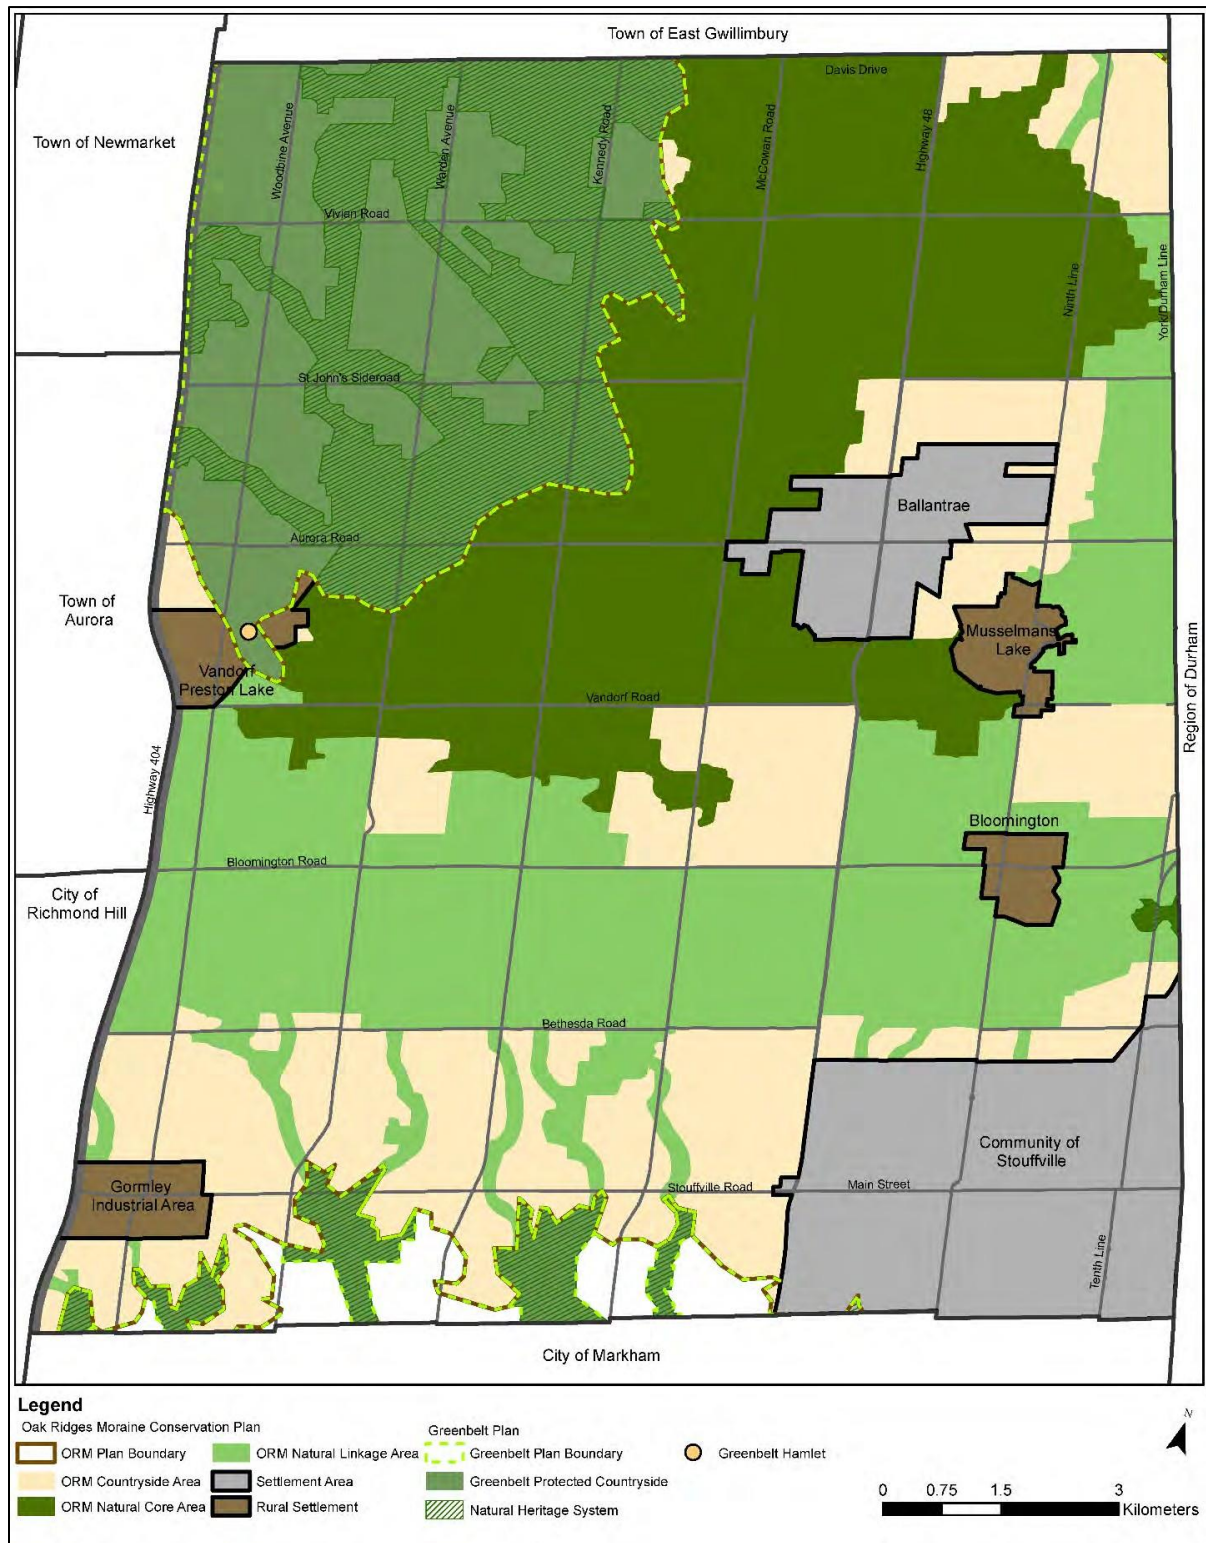 Town of East Gwillimbury
Davis Drive
Town of Newmarket
Woodbine Avenue
Warden Avenue
Kennedy Road
McCowan Road
Highway 48
Vivian Road
Ninth Line
York/Durham Line
St John's Sideroad
Ballantrae
Aurora Road
Town of
Aurora
Musselmans
Lake
Vandorf
Preston Lake
Vandorf Road
Region of Durham
Highway 404
Bloomington
Bloomington Road
City of
Richmond Hill
Bethesda Road
Community of
Stouffville
Gormley
Industrial Area
Stouffville Road
Main Street
Tenth Line
City of Markham
Legend
Oak Ridges Moraine Conservation Plan
ORM Plan Boundary
ORM Countryside Area
ORM Natural Core Area
ORM Natural Linkage Area
Settlement Area
Rural Settlement
Greenbelt Plan
Greenbelt Plan Boundary
Greenbelt Protected Countryside
Natural Heritage System
Greenbelt Hamlet
N
0 0.75 1.5 3
Kilometers